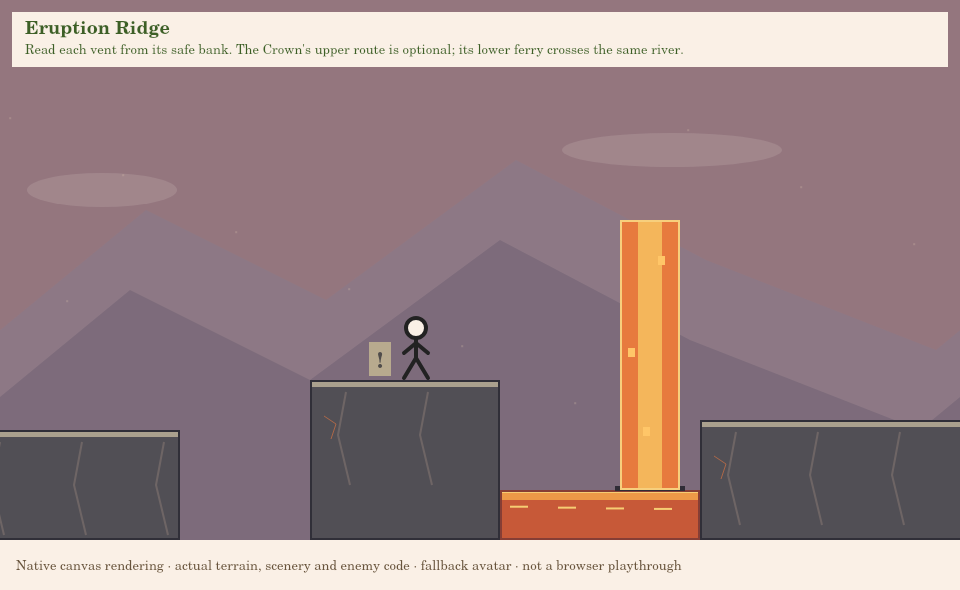 Eruption Ridge
Read each vent from its safe bank. The Crown's upper route is optional; its lower ferry crosses the same river.
!
Native canvas rendering · actual terrain, scenery and enemy code · fallback avatar · not a browser playthrough